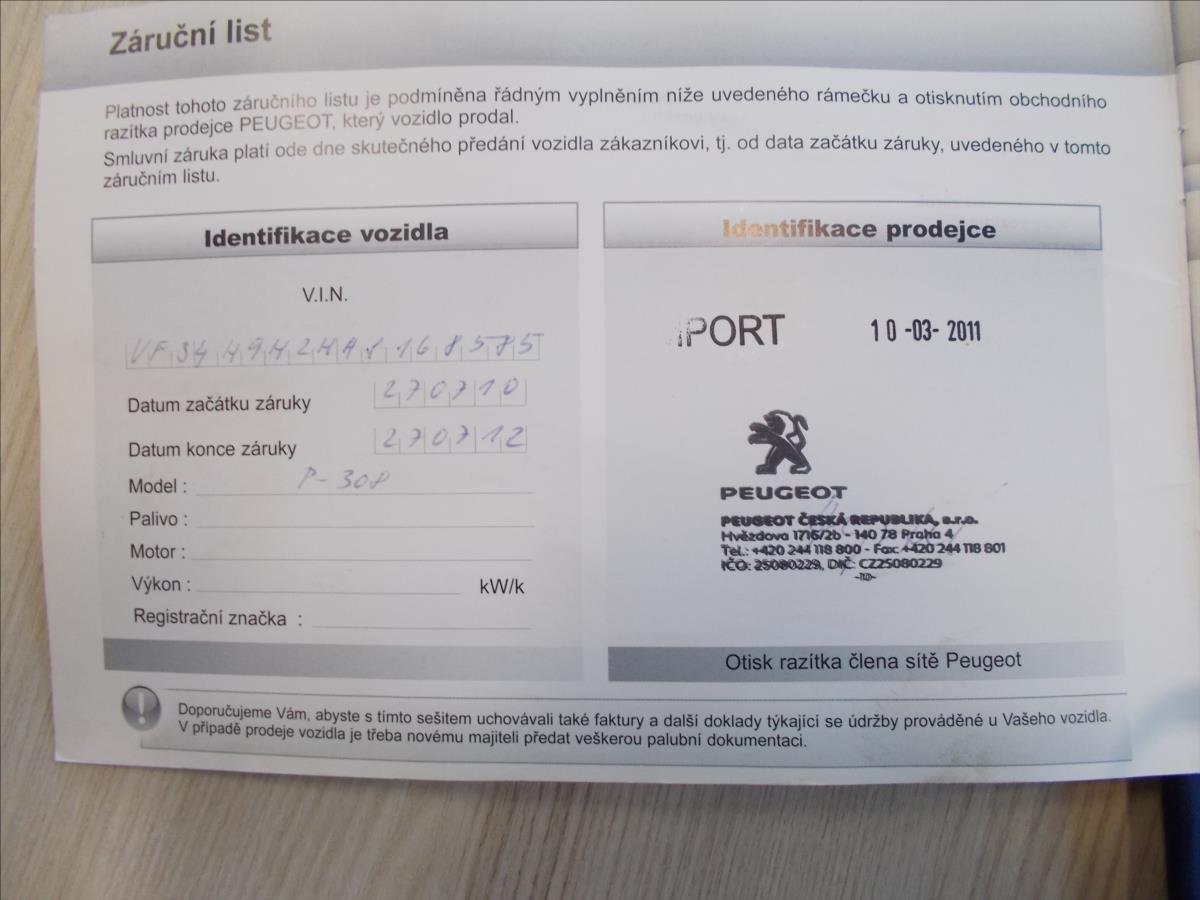 Záruční list
Platnost tohoto záručního listu je podmíněna řádným vyplněním níže uvedeného rámečku a otisknutím obchodního
razítka prodejce PEUGEOT, který vozidlo prodal.
Smluvní záruka platí ode dne skutečného předání vozidla zákazníkovi, tj. od data začátku záruky, uvedeného v tomto
záručním listu.
Identifikace vozidla
V.I.N.
Datum začátku záruky 270710
Datum konce záruky 270712
Model : P-308
Palivo :
Motor :
Výkon : kW/k
Registrační značka :
Identifikace prodejce
PORT 10-03-2011
PEUGEOT
PEUGEOT ČESKÁ REPUBLIKA, s.r.o.
Hvězdova 1716/2b - 140 78 Praha 4
Tel.: +420 244 118 800 - Fax: +420 244 118 801
IČO: 25080229, DIČ: CZ25080229
Otisk razítka člena sítě Peugeot
Doporučujeme Vám, abyste s tímto sešitem uchovávali také faktury a další doklady týkající se údržby prováděné u Vašeho vozidla.
V případě prodeje vozidla je třeba novému majiteli předat veškerou palubní dokumentaci.